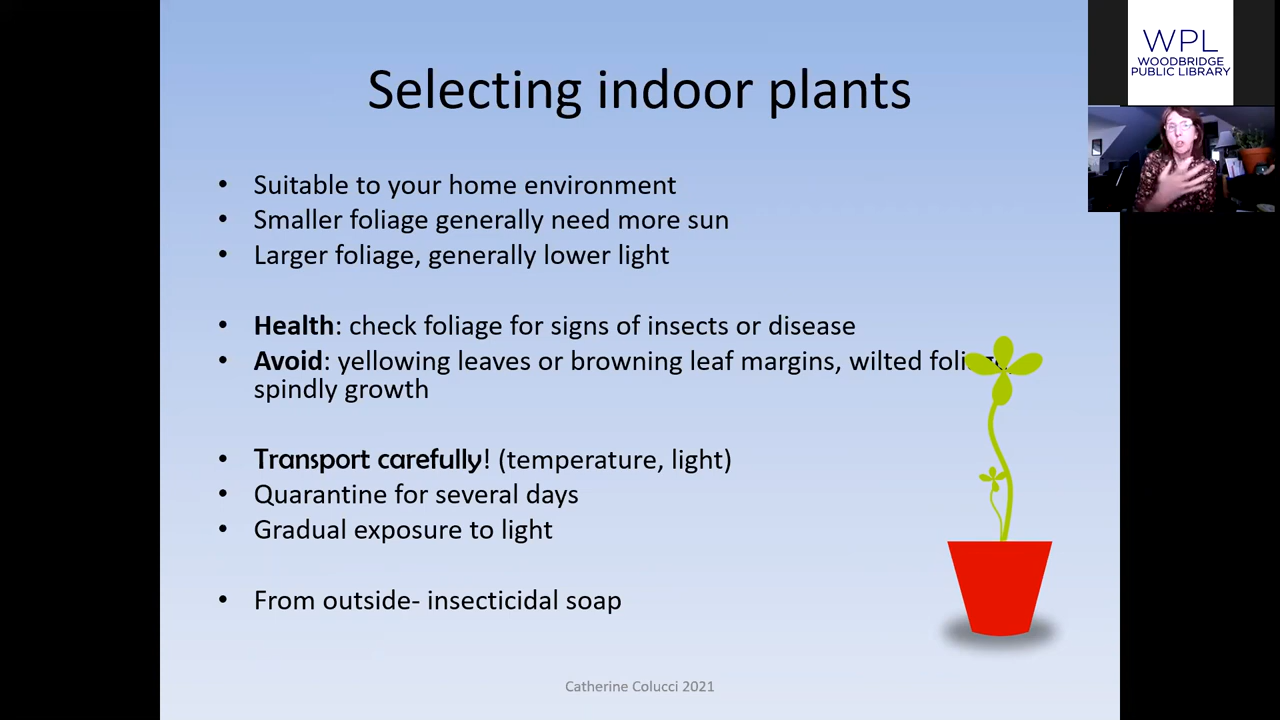 Selecting indoor plants
• Suitable to your home environment
• Smaller foliage generally need more sun
• Larger foliage, generally lower light
• Health: check foliage for signs of insects or disease
• Avoid: yellowing leaves or browning leaf margins, wilted foliage,
spindly growth
• Transport carefully! (temperature, light)
• Quarantine for several days
• Gradual exposure to light
• From outside- insecticidal soap
Catherine Colucci 2021
WPL
WOODBRIDGE
PUBLIC LIBRARY